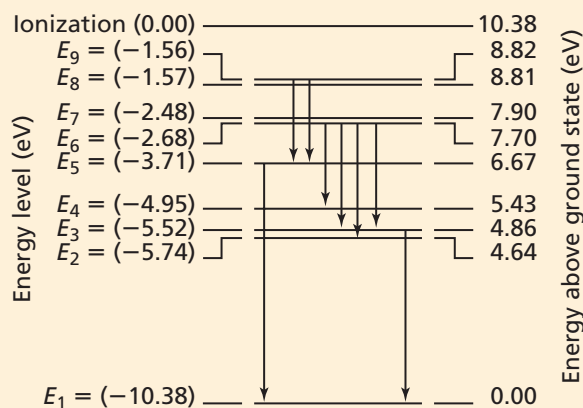 Ionization (0.00) 10.38
E₉ = (−1.56) 8.82
E₈ = (−1.57) 8.81
E₇ = (−2.48) 7.90
E₆ = (−2.68) 7.70
E₅ = (−3.71) 6.67
E₄ = (−4.95) 5.43
E₃ = (−5.52) 4.86
E₂ = (−5.74) 4.64
E₁ = (−10.38) 0.00
Energy level (eV)
Energy above ground state (eV)